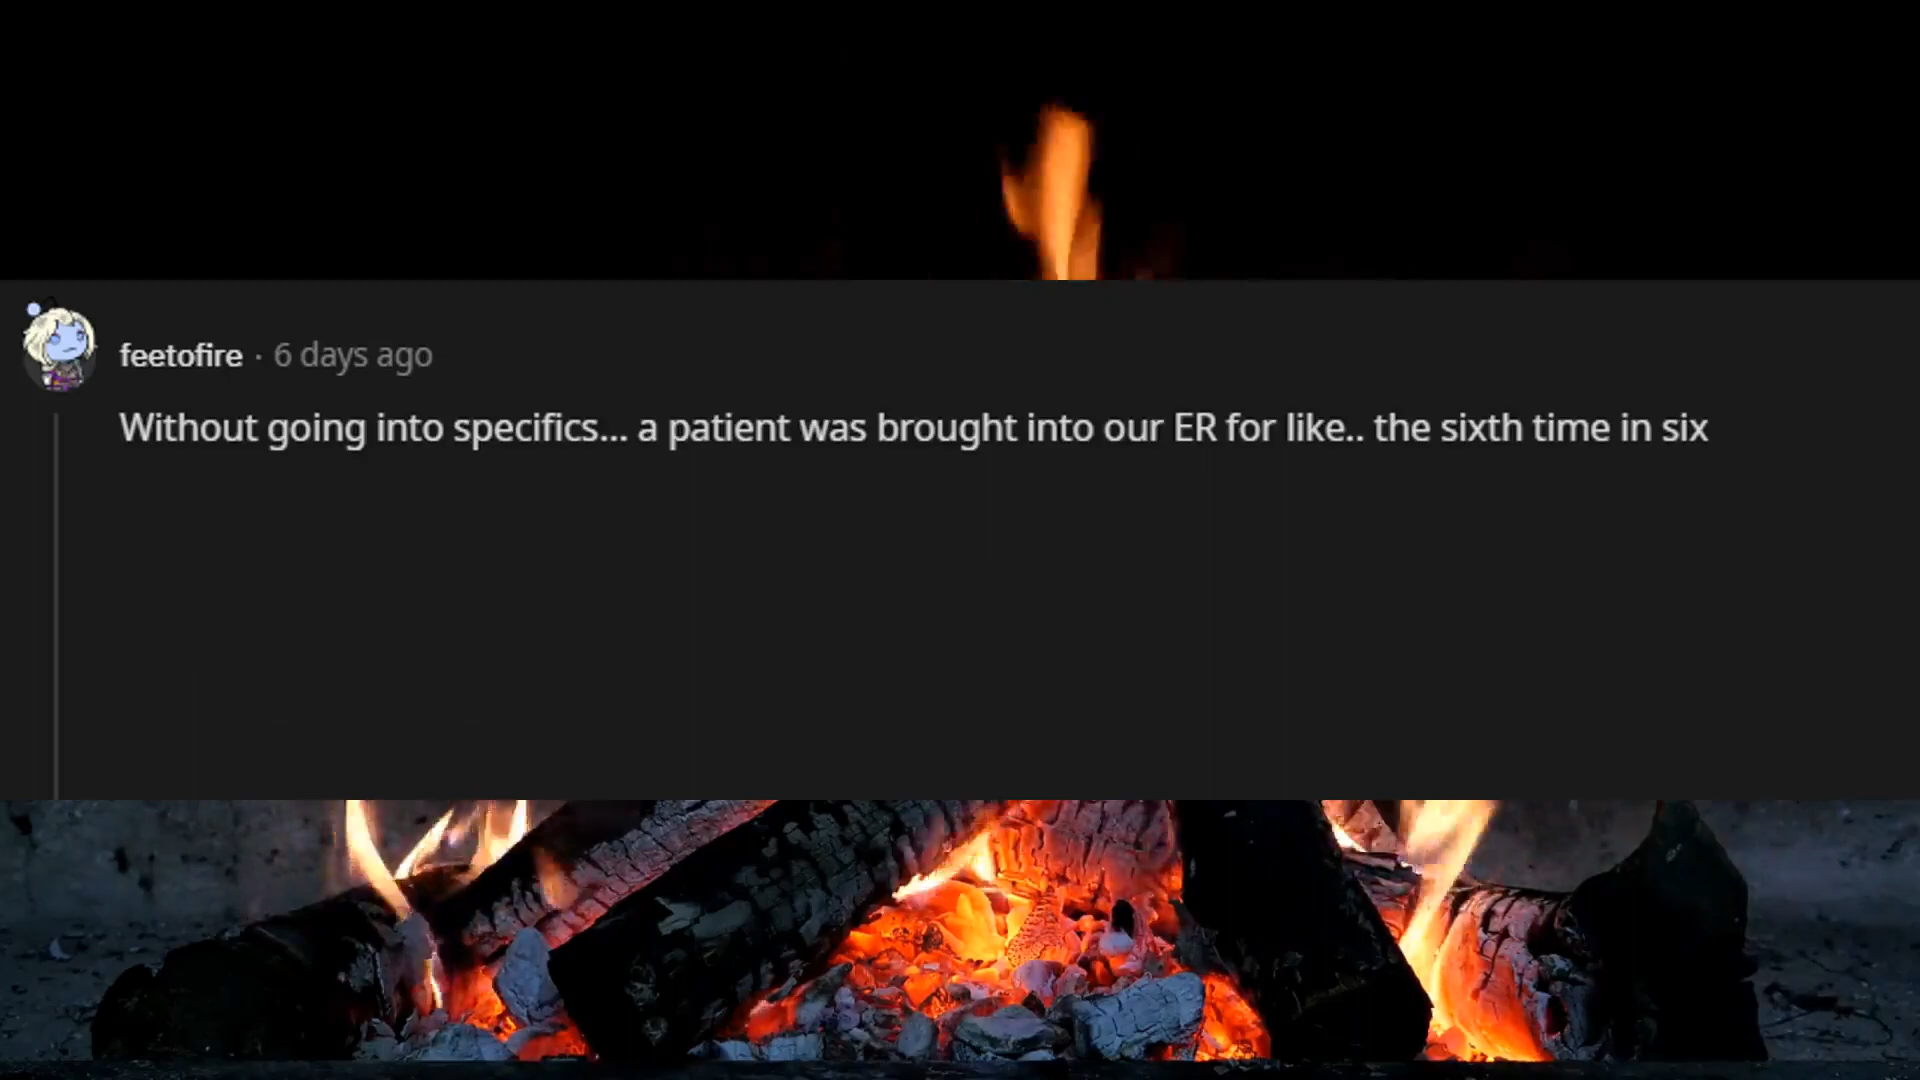 feetofire · 6 days ago
Without going into specifics... a patient was brought into our ER for like.. the sixth time in six